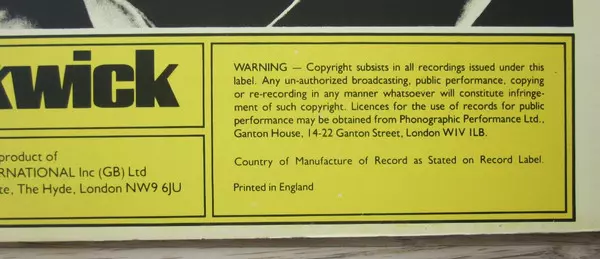 kwick
product of
RNATIONAL Inc (GB) Ltd
te, The Hyde, London NW9 6JU
WARNING — Copyright subsists in all recordings issued under this
label. Any un-authorized broadcasting, public performance, copying
or re-recording in any manner whatsoever will constitute infringe-
ment of such copyright. Licences for the use of records for public
performance may be obtained from Phonographic Performance Ltd.,
Ganton House, 14-22 Ganton Street, London W1V 1LB.
Country of Manufacture of Record as Stated on Record Label.
Printed in England